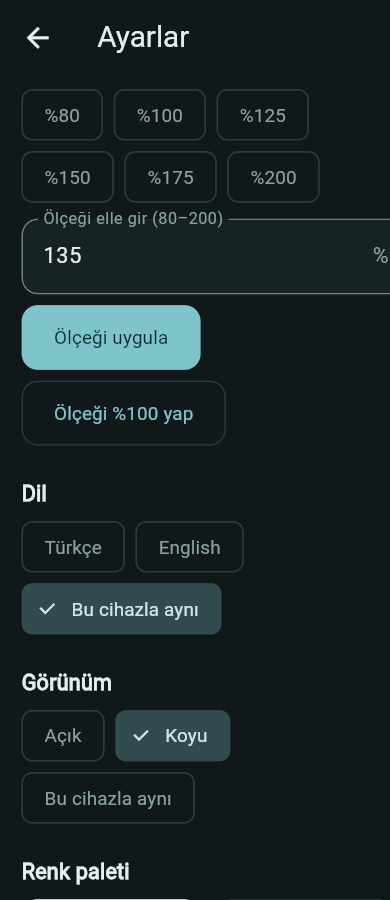 Ayarlar
%80 %100 %125
%150 %175 %200
Ölçeği elle gir (80–200)
135 %
Ölçeği uygula
Ölçeği %100 yap
Dil
Türkçe English
Bu cihazla aynı
Görünüm
Açık Koyu
Bu cihazla aynı
Renk paleti